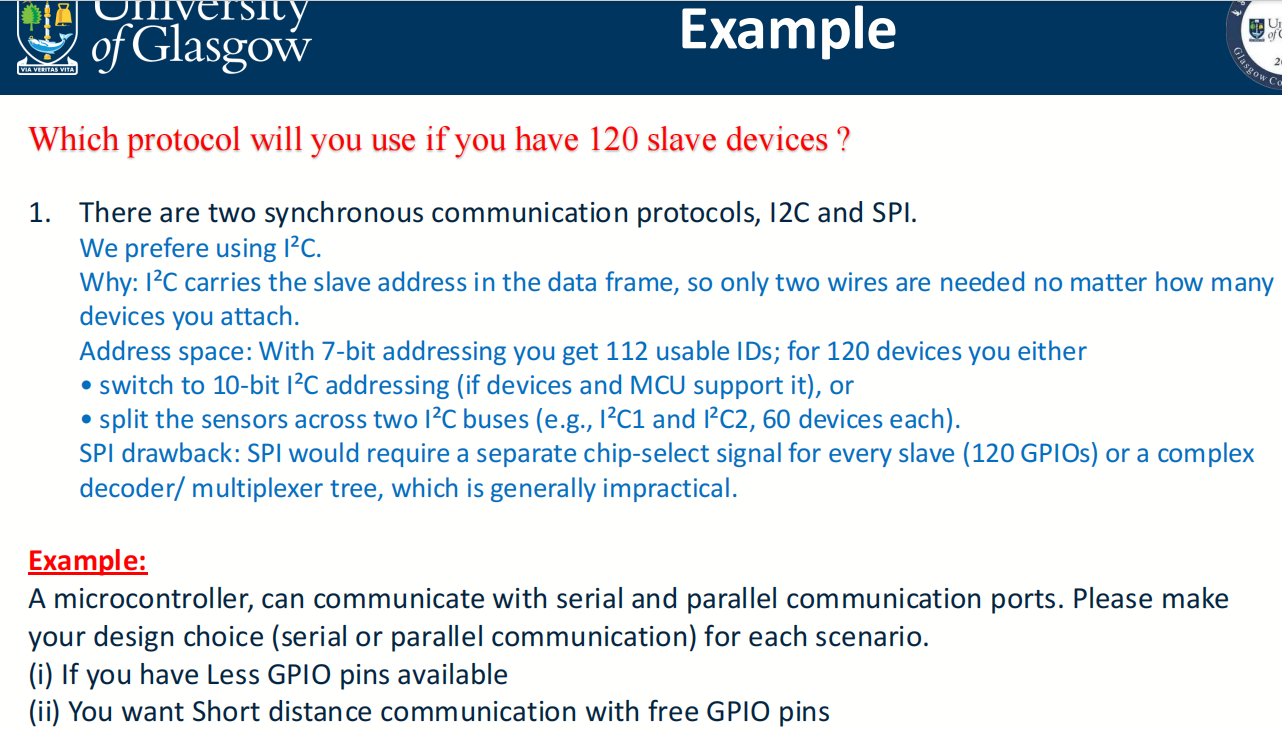 University
of Glasgow
VIA VERITAS VITA
Example
Which protocol will you use if you have 120 slave devices ?
1. There are two synchronous communication protocols, I2C and SPI.
We prefere using I²C.
Why: I²C carries the slave address in the data frame, so only two wires are needed no matter how many
devices you attach.
Address space: With 7-bit addressing you get 112 usable IDs; for 120 devices you either
• switch to 10-bit I²C addressing (if devices and MCU support it), or
• split the sensors across two I²C buses (e.g., I²C1 and I²C2, 60 devices each).
SPI drawback: SPI would require a separate chip-select signal for every slave (120 GPIOs) or a complex
decoder/ multiplexer tree, which is generally impractical.
Example:
A microcontroller, can communicate with serial and parallel communication ports. Please make
your design choice (serial or parallel communication) for each scenario.
(i) If you have Less GPIO pins available
(ii) You want Short distance communication with free GPIO pins